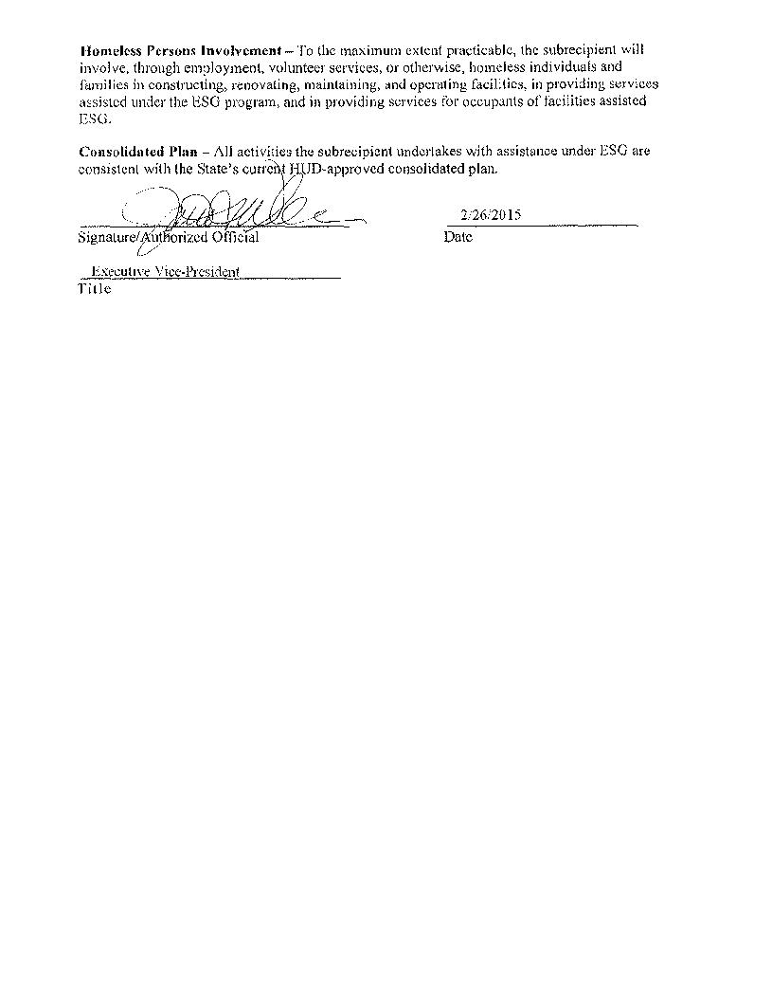 Homeless Persons Involvement – To the maximum extent practicable, the subrecipient will
involve, through employment, volunteer services, or otherwise, homeless individuals and
families in constructing, renovating, maintaining, and operating facilities, in providing services
assisted under the ESG program, and in providing services for occupants of facilities assisted
ESG.
Consolidated Plan – All activities the subrecipient undertakes with assistance under ESG are
consistent with the State's current HUD-approved consolidated plan.
2/26/2015
Signature/Authorized Official Date
Executive Vice-President
Title